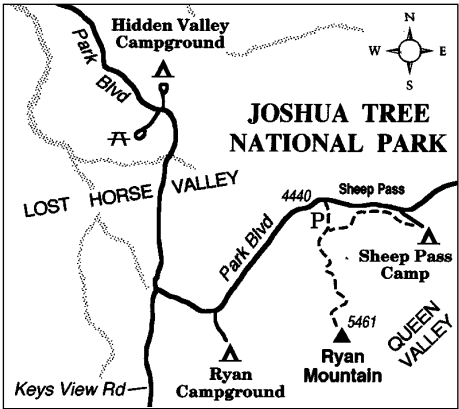 Hidden Valley
Campground
Park Blvd
N
W
E
S
JOSHUA TREE
NATIONAL PARK
LOST HORSE VALLEY
4440
Sheep Pass
P
Park Blvd
Sheep Pass
Camp
5461
QUEEN
VALLEY
Ryan
Mountain
Ryan
Campground
Keys View Rd